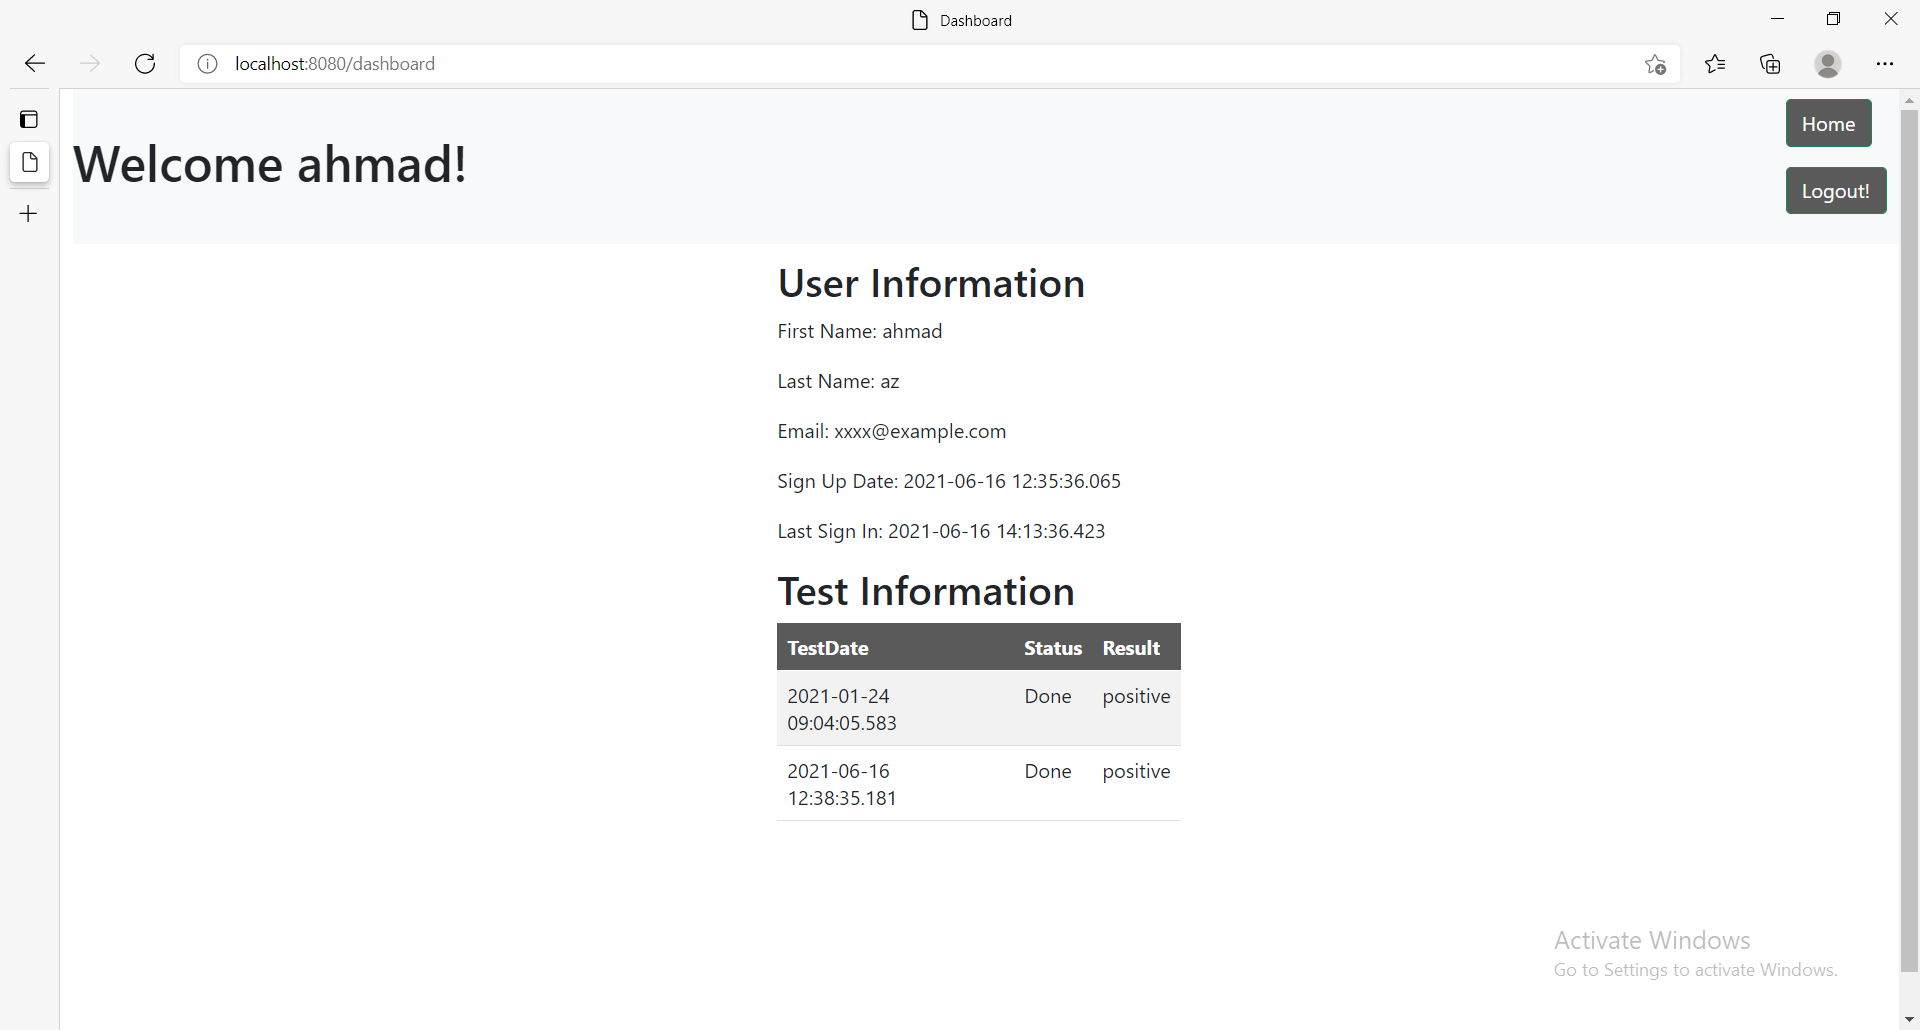 Dashboard
localhost:8080/dashboard
Welcome ahmad!
Home
Logout!
User Information
First Name: ahmad
Last Name: az
Email: xxxx@example.com
Sign Up Date: 2021-06-16 12:35:36.065
Last Sign In: 2021-06-16 14:13:36.423
Test Information
TestDate Status Result
2021-01-24 Done positive
09:04:05.583
2021-06-16 Done positive
12:38:35.181
Activate Windows
Go to Settings to activate Windows.